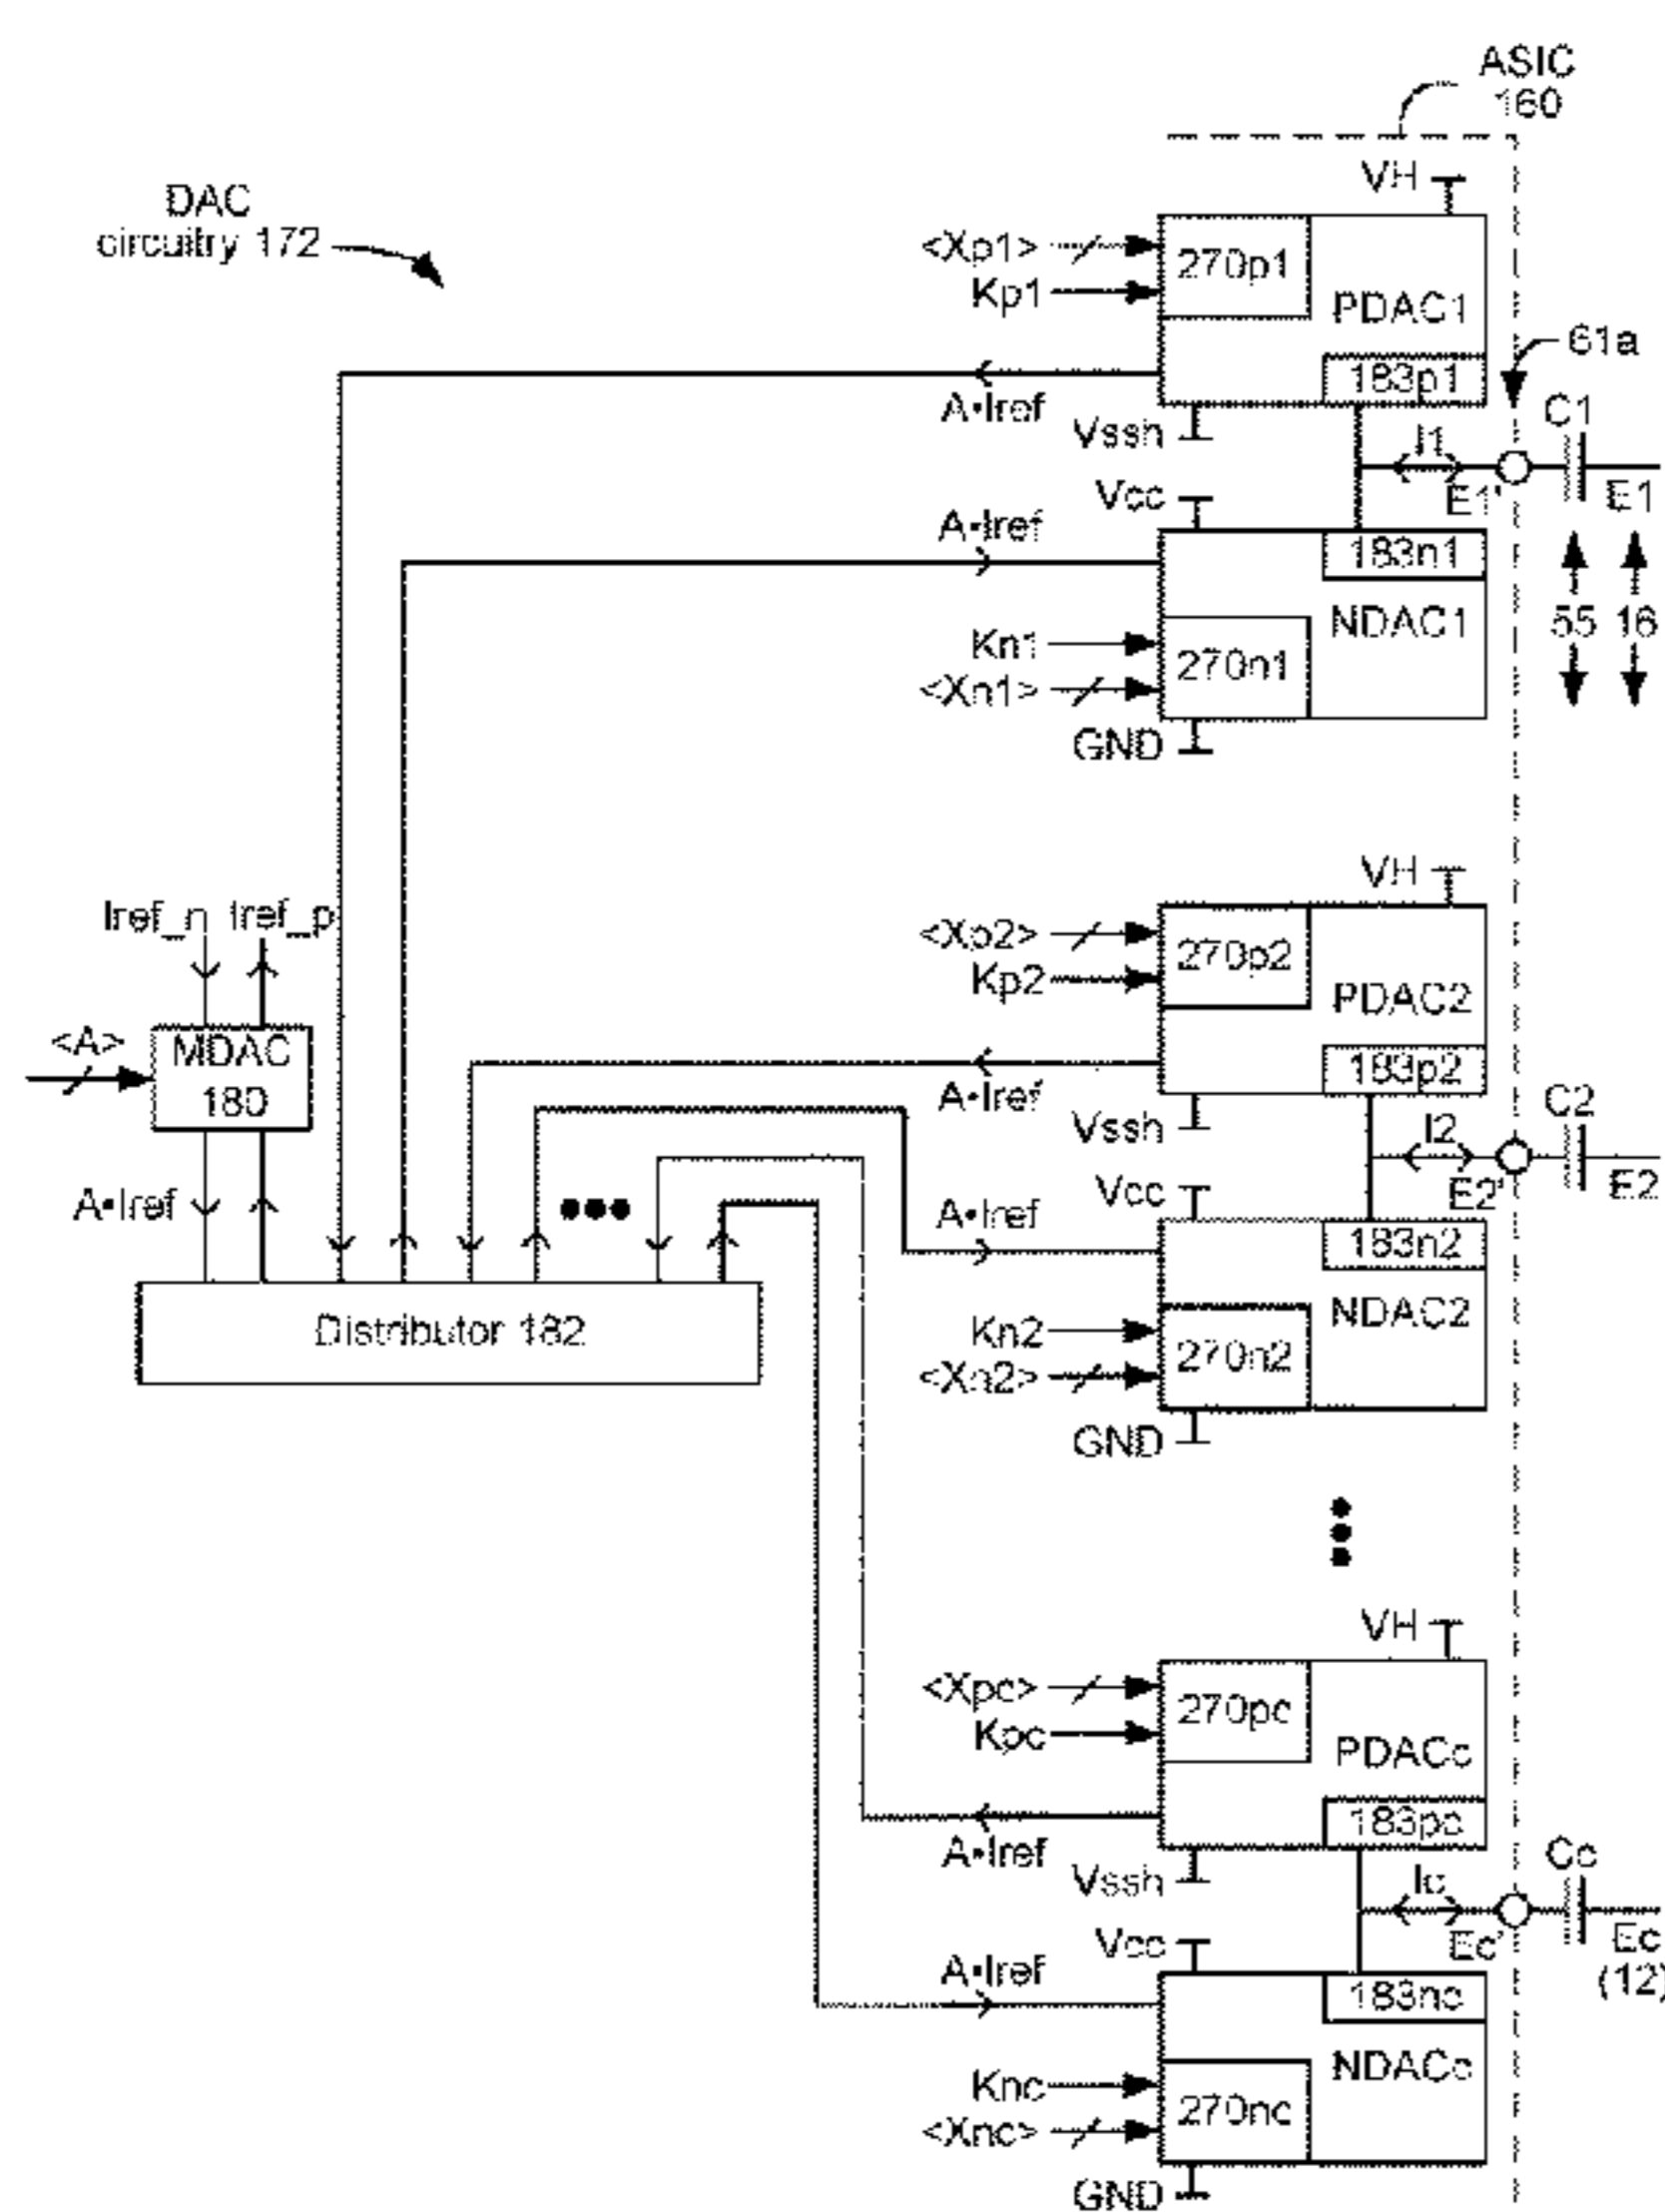 ASIC
160
DAC
circuitry 172
VH
<Xp1>
Kp1
270p1
PDAC1
183p1
A•Iref
Vssh
61a
C1
I1
E1'
E1
Vcc
A•Iref
183n1
NDAC1
Kn1
<Xn1>
270n1
GND
55 16
VH
<Xp2>
Kp2
270p2
PDAC2
183p2
A•Iref
Vssh
C2
I2
E2'
E2
Iref_n Iref_p
<A>
MDAC
180
A•Iref
Distributor 182
Vcc
A•Iref
183n2
NDAC2
Kn2
<Xn2>
270n2
GND
VH
<Xpc>
Kpc
270pc
PDACc
183pc
A•Iref
Vssh
Cc
Ic
Ec'
Ec
(12)
Vcc
A•Iref
183nc
NDACc
Knc
<Xnc>
270nc
GND